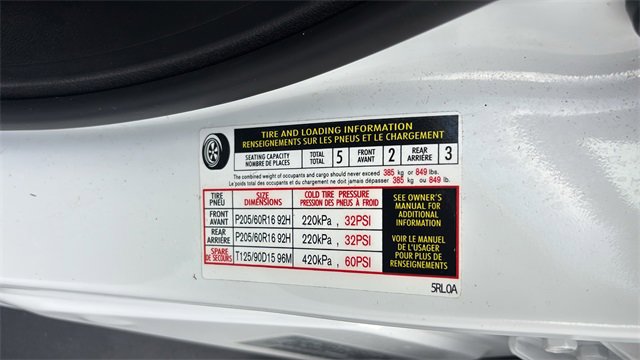 TIRE AND LOADING INFORMATION
RENSEIGNEMENTS SUR LES PNEUS ET LE CHARGEMENT
SEATING CAPACITY TOTAL 5 FRONT 2 REAR 3
NOMBRE DE PLACES TOTAL AVANT ARRIÈRE
The combined weight of occupants and cargo should never exceed 385 kg or 849 lbs.
Le poids total des occupants et du chargement ne doit jamais dépasser 385 kg ou 849 lb.
TIRE SIZE COLD TIRE PRESSURE
PNEU DIMENSIONS PRESSION DES PNEUS À FROID
FRONT
AVANT P205/60R16 92H 220kPa , 32PSI
REAR
ARRIÈRE P205/60R16 92H 220kPa , 32PSI
SPARE
DE SECOURS T125/90D15 96M 420kPa , 60PSI
SEE OWNER'S
MANUAL FOR
ADDITIONAL
INFORMATION
VOIR LE MANUEL
DE L'USAGER
POUR PLUS DE
RENSEIGNEMENTS
5RL0A